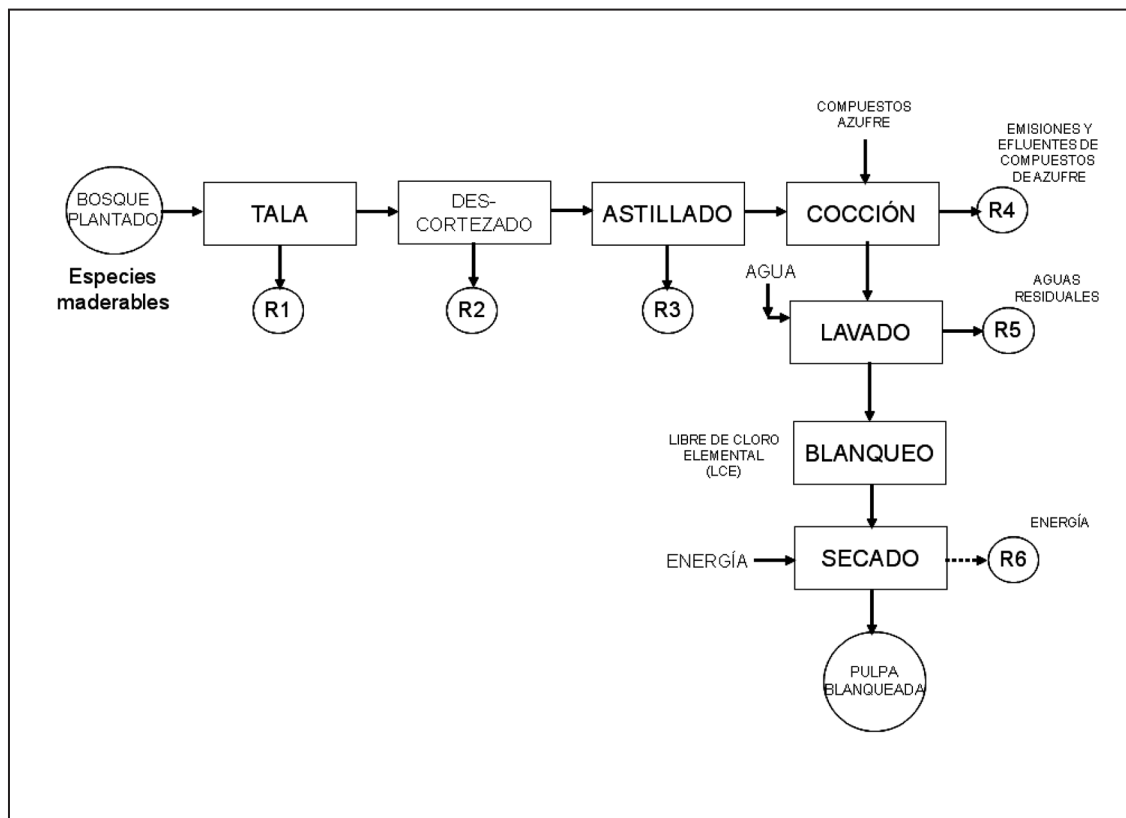 COMPUESTOS
AZUFRE
EMISIONES Y
EFLUENTES DE
COMPUESTOS
DE AZUFRE
BOSQUE
PLANTADO
TALA
DES-
CORTEZADO
ASTILLADO
COCCIÓN
R4
Especies
maderables
R1
R2
R3
AGUA
LAVADO
AGUAS
RESIDUALES
R5
LIBRE DE CLORO
ELEMENTAL
(LCE)
BLANQUEO
ENERGÍA
SECADO
ENERGÍA
R6
PULPA
BLANQUEADA